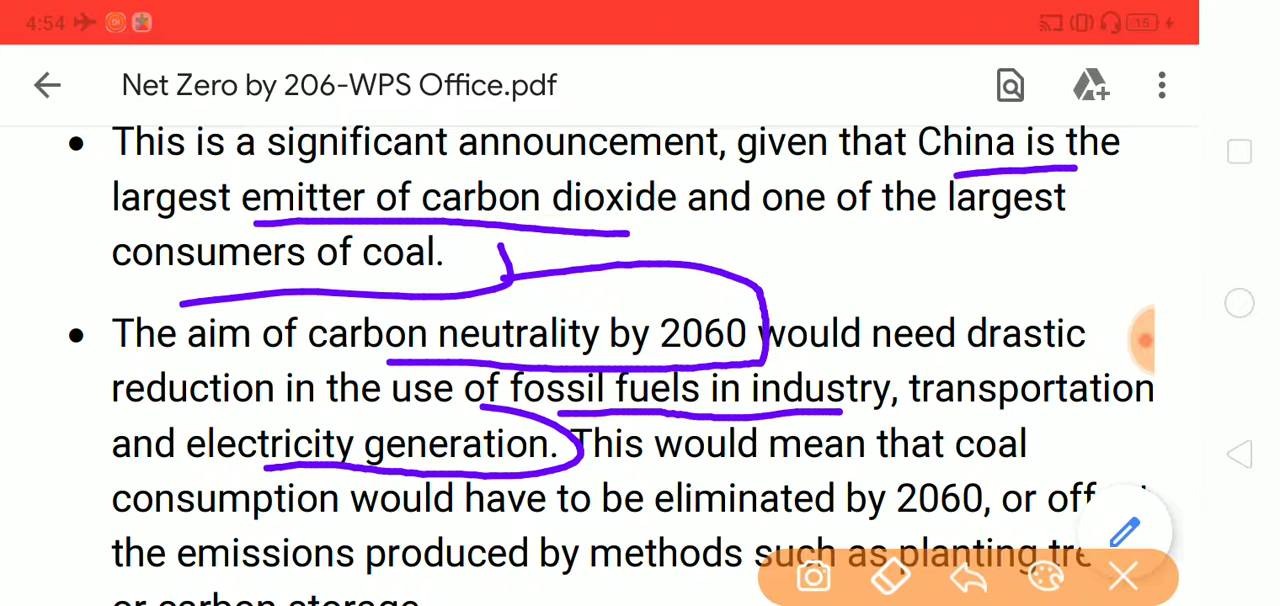 4:54
15
Net Zero by 206-WPS Office.pdf
This is a significant announcement, given that China is the
largest emitter of carbon dioxide and one of the largest
consumers of coal.
The aim of carbon neutrality by 2060 would need drastic
reduction in the use of fossil fuels in industry, transportation
and electricity generation. This would mean that coal
consumption would have to be eliminated by 2060, or
the emissions produced by methods such as planting
or carbon storage